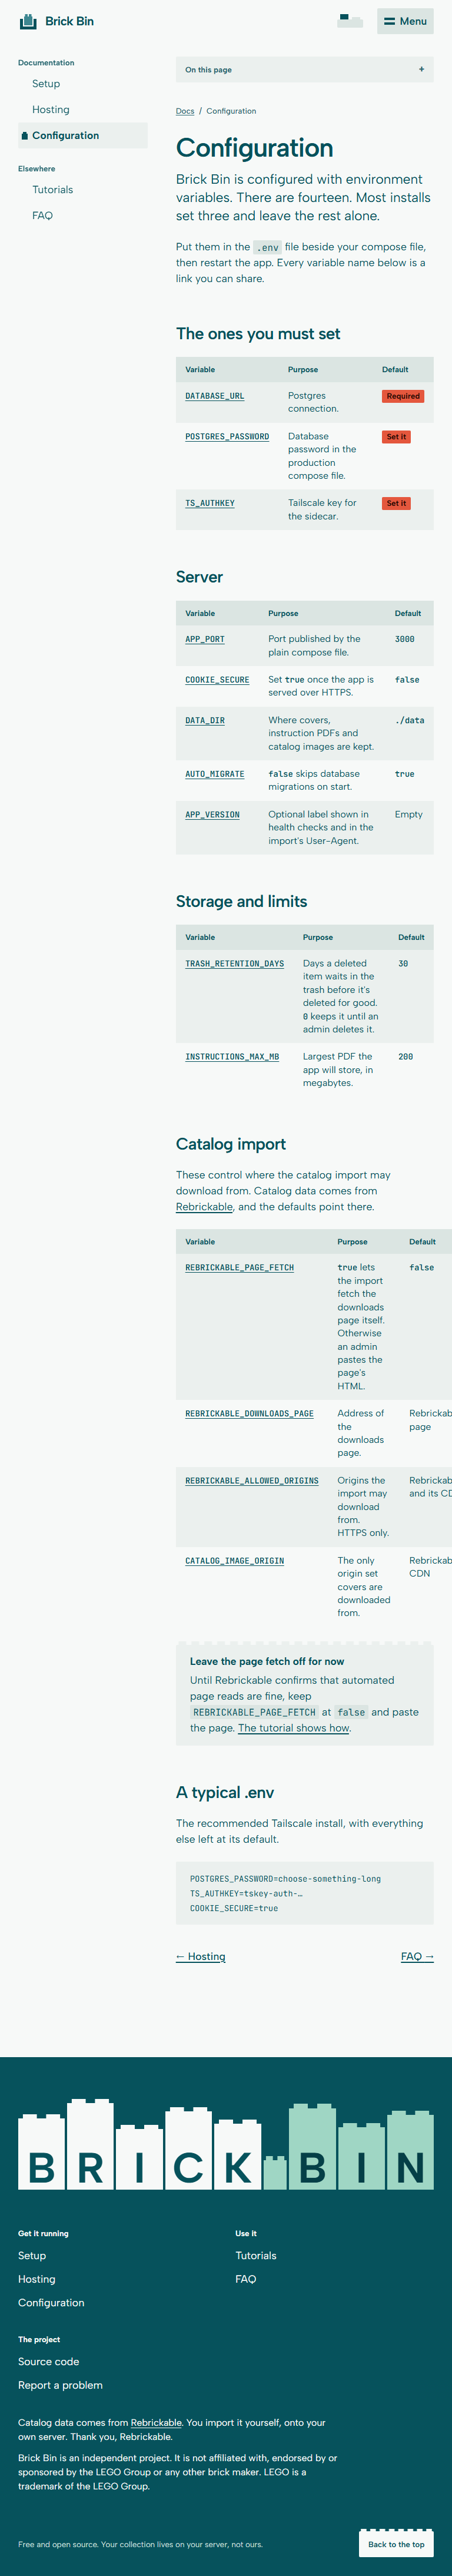 Brick Bin
Menu
Documentation
Setup
Hosting
Configuration
Elsewhere
Tutorials
FAQ
On this page +
Docs / Configuration
Configuration
Brick Bin is configured with environment
variables. There are fourteen. Most installs
set three and leave the rest alone.
Put them in the .env file beside your compose file,
then restart the app. Every variable name below is a
link you can share.
The ones you must set
Variable Purpose Default
DATABASE_URL Postgres Required
connection.
POSTGRES_PASSWORD Database Set it
password in the
production
compose file.
TS_AUTHKEY Tailscale key for Set it
the sidecar.
Server
Variable Purpose Default
APP_PORT Port published by the 3000
plain compose file.
COOKIE_SECURE Set true once the app is false
served over HTTPS.
DATA_DIR Where covers, ./data
instruction PDFs and
catalog images are kept.
AUTO_MIGRATE false skips database true
migrations on start.
APP_VERSION Optional label shown in Empty
health checks and in the
import's User-Agent.
Storage and limits
Variable Purpose Default
TRASH_RETENTION_DAYS Days a deleted 30
item waits in the
trash before it's
deleted for good.
0 keeps it until an
admin deletes it.
INSTRUCTIONS_MAX_MB Largest PDF the 200
app will store, in
megabytes.
Catalog import
These control where the catalog import may
download from. Catalog data comes from
Rebrickable, and the defaults point there.
Variable Purpose Default
REBRICKABLE_PAGE_FETCH true lets false
the import
fetch the
downloads
page itself.
Otherwise
an admin
pastes the
page's
HTML.
REBRICKABLE_DOWNLOADS_PAGE Address of Rebrickab
the page
downloads
page.
REBRICKABLE_ALLOWED_ORIGINS Origins the Rebrickab
import may and its CD
download
from.
HTTPS only.
CATALOG_IMAGE_ORIGIN The only Rebrickab
origin set CDN
covers are
downloaded
from.
Leave the page fetch off for now
Until Rebrickable confirms that automated
page reads are fine, keep
REBRICKABLE_PAGE_FETCH at false and paste
the page. The tutorial shows how.
A typical .env
The recommended Tailscale install, with everything
else left at its default.
POSTGRES_PASSWORD=choose-something-long
TS_AUTHKEY=tskey-auth-…
COOKIE_SECURE=true
← Hosting FAQ →
BRICK BIN
Get it running
Setup
Hosting
Configuration
Use it
Tutorials
FAQ
The project
Source code
Report a problem
Catalog data comes from Rebrickable. You import it yourself, onto your
own server. Thank you, Rebrickable.
Brick Bin is an independent project. It is not affiliated with, endorsed by or
sponsored by the LEGO Group or any other brick maker. LEGO is a
trademark of the LEGO Group.
Free and open source. Your collection lives on your server, not ours.
Back to the top